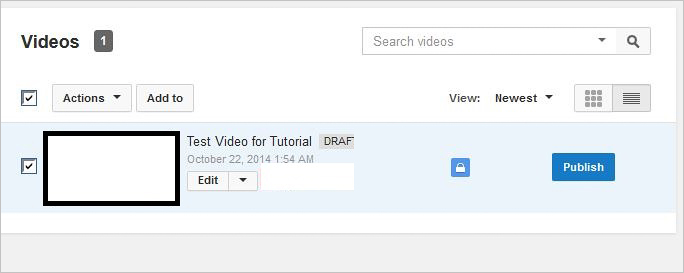 Videos 1
Search videos
Actions Add to View: Newest
Test Video for Tutorial DRAF
October 22, 2014 1:54 AM
Edit
Publish